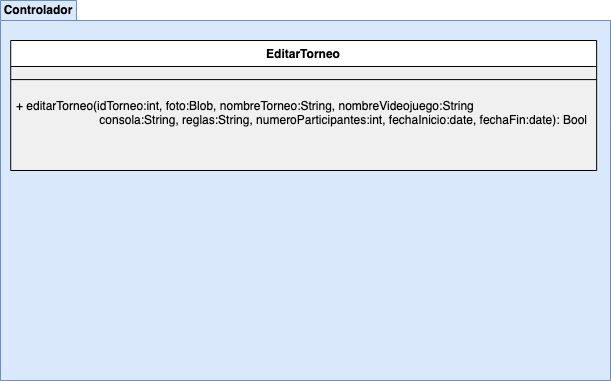 Controlador
EditarTorneo
+ editarTorneo(idTorneo:int, foto:Blob, nombreTorneo:String, nombreVideojuego:String
consola:String, reglas:String, numeroParticipantes:int, fechaInicio:date, fechaFin:date): Bool